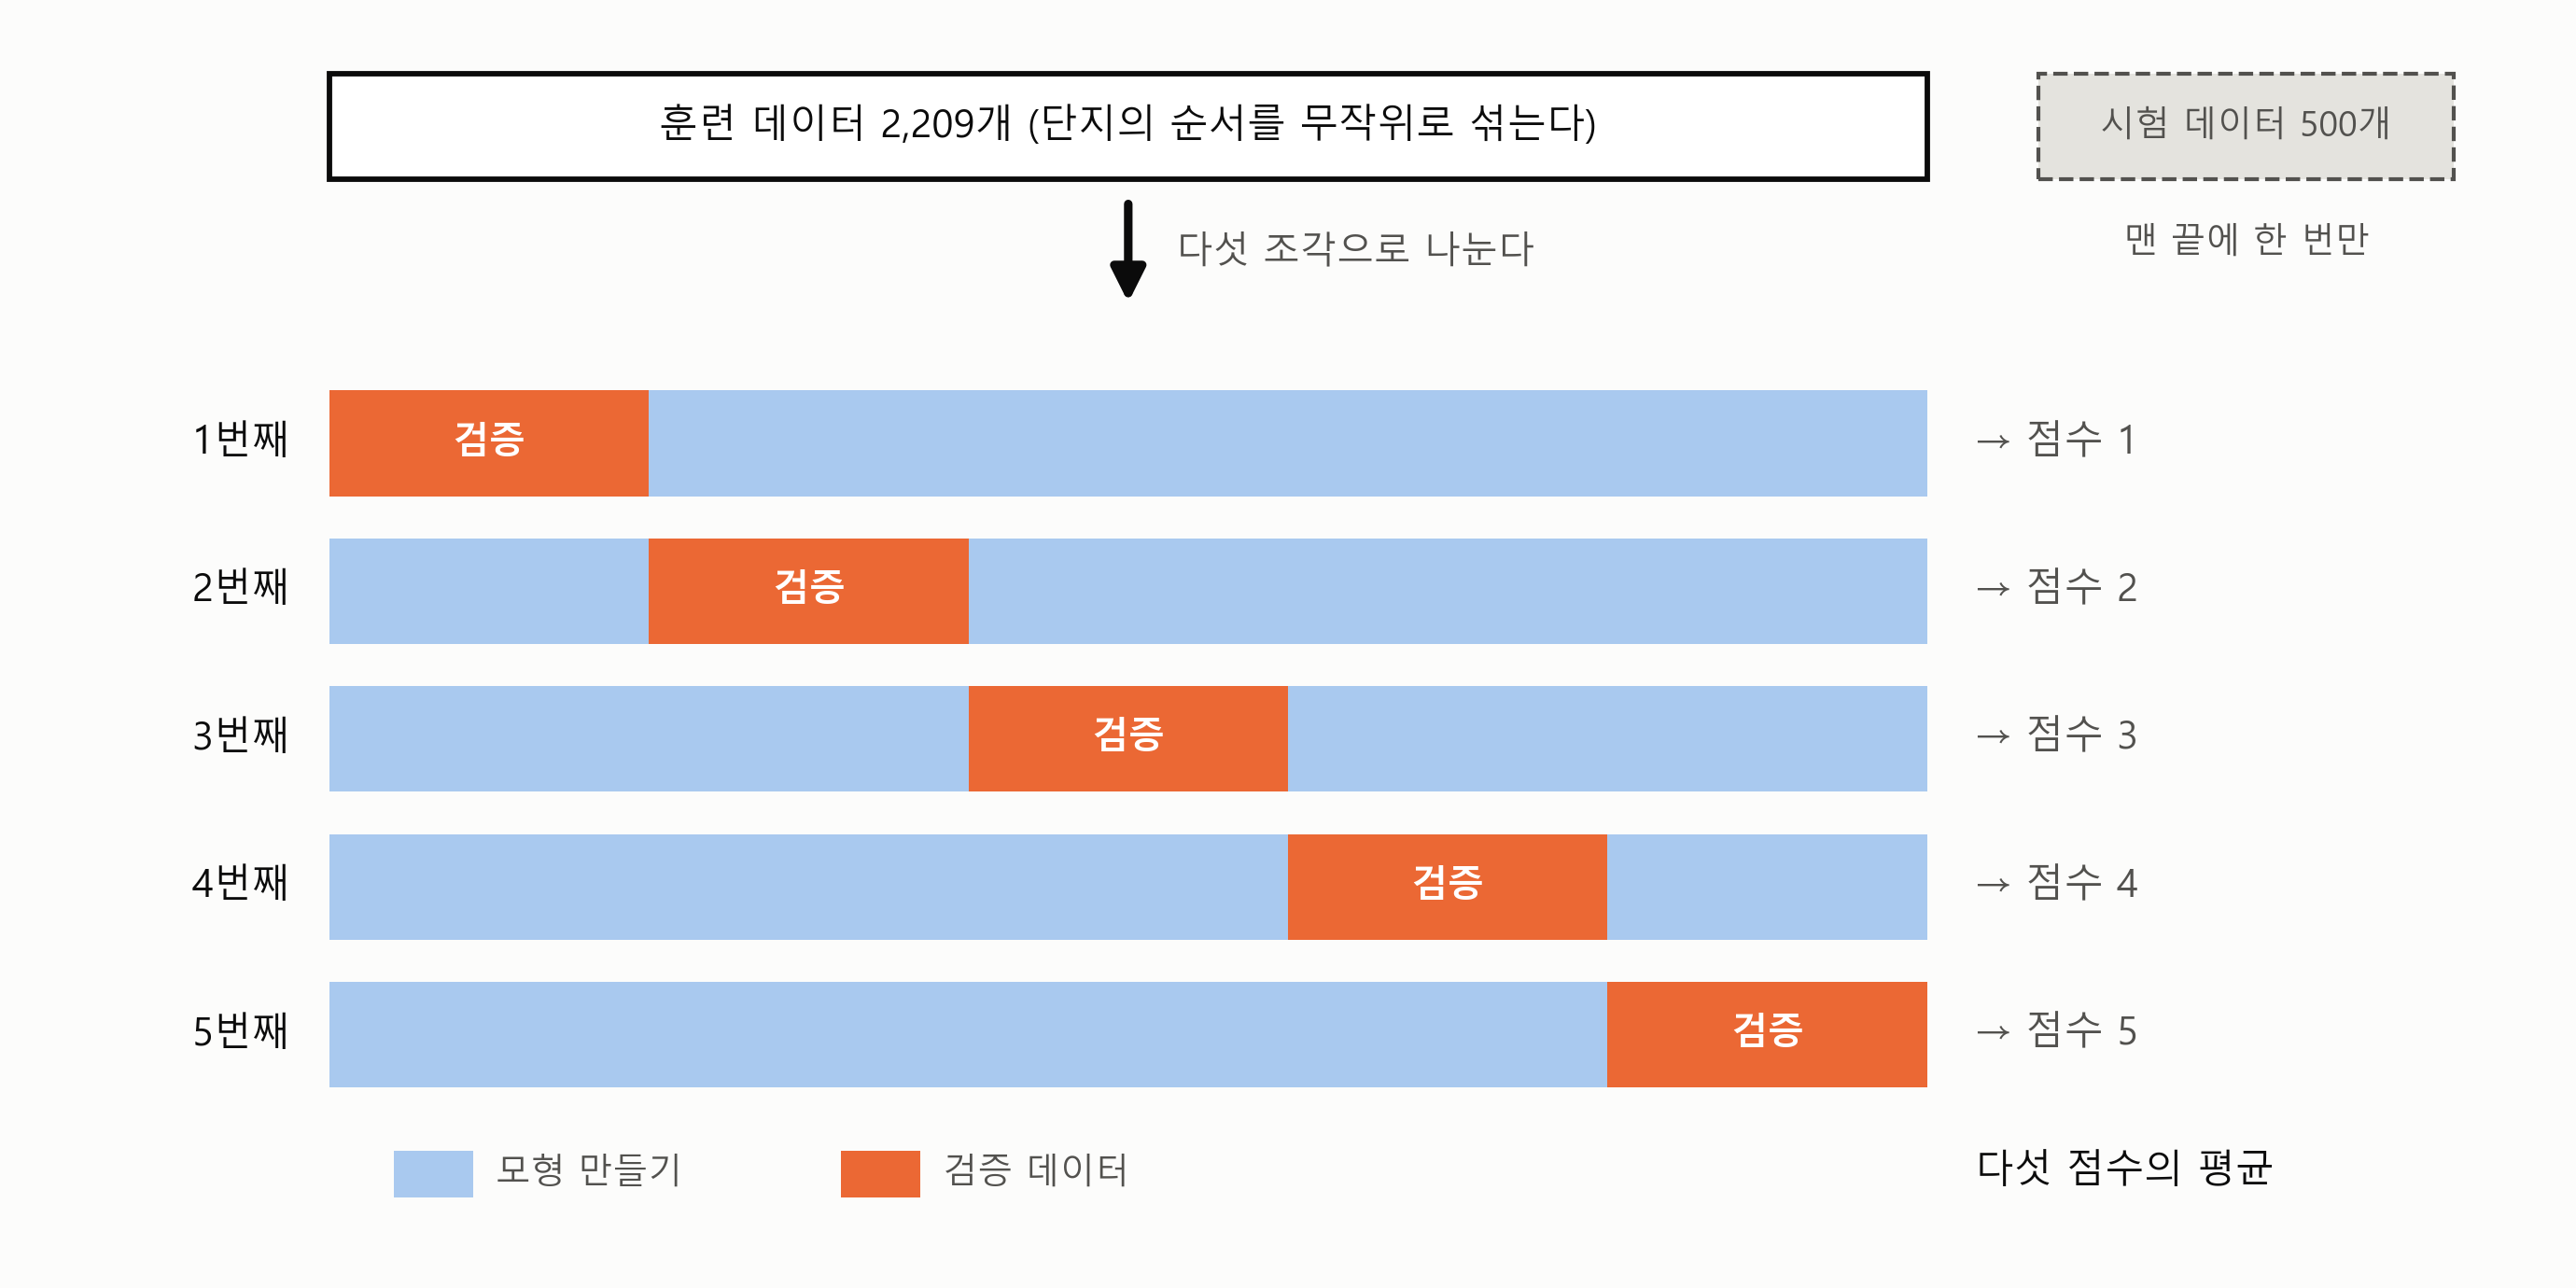 훈련 데이터 2,209개 (단지의 순서를 무작위로 섞는다)
시험 데이터 500개
다섯 조각으로 나눈다
맨 끝에 한 번만
1번째 검증 → 점수 1
2번째 검증 → 점수 2
3번째 검증 → 점수 3
4번째 검증 → 점수 4
5번째 검증 → 점수 5
모형 만들기
검증 데이터
다섯 점수의 평균